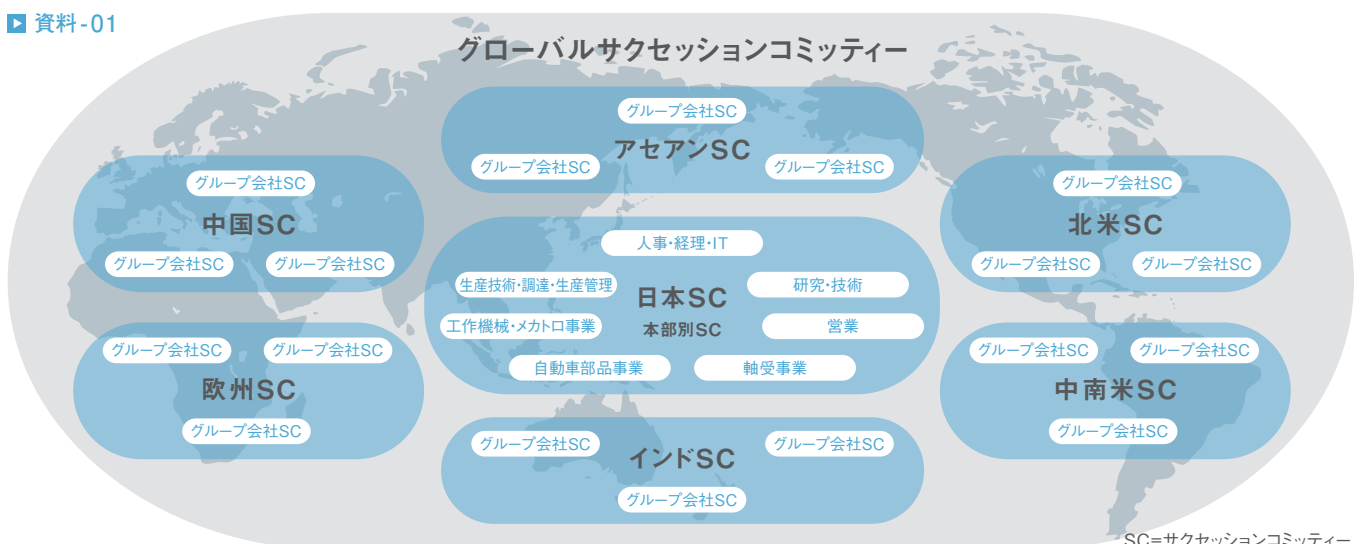 資料-01
グローバルサクセッションコミッティー
グループ会社SC
アセアンSC
グループ会社SC
グループ会社SC
グループ会社SC
中国SC
グループ会社SC
グループ会社SC
グループ会社SC
北米SC
グループ会社SC
グループ会社SC
人事・経理・IT
生産技術・調達・生産管理
研究・技術
日本SC
本部別SC
工作機械・メカトロ事業
営業
自動車部品事業
軸受事業
グループ会社SC
グループ会社SC
欧州SC
グループ会社SC
グループ会社SC
グループ会社SC
インドSC
グループ会社SC
グループ会社SC
グループ会社SC
中南米SC
グループ会社SC
SC=サクセッションコミッティー